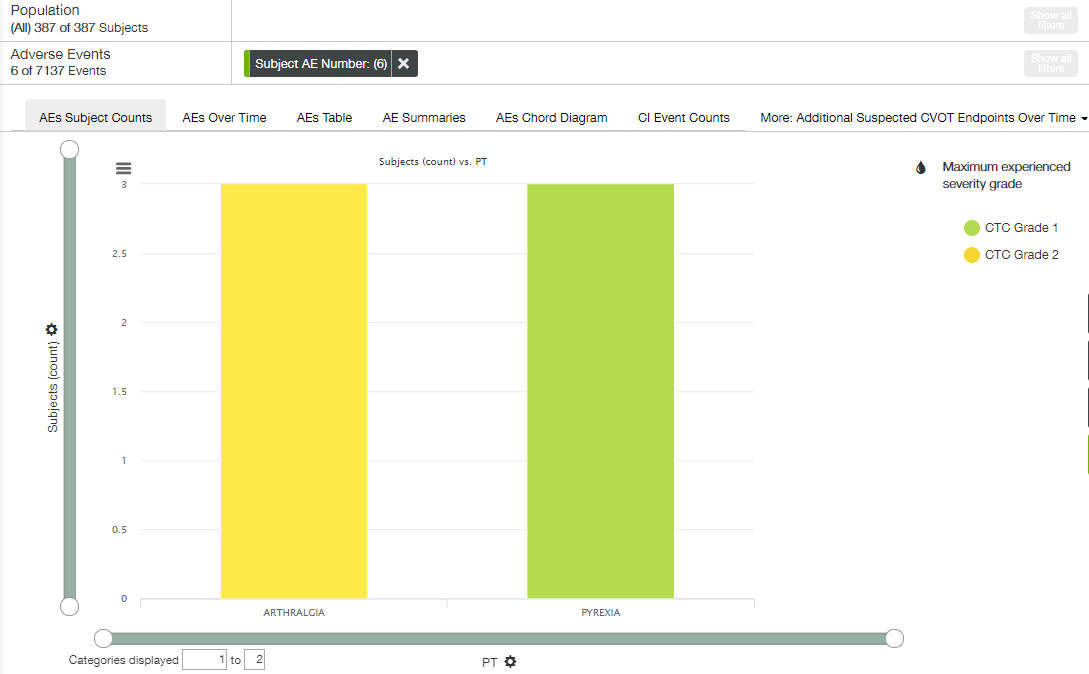 Population
(All) 387 of 387 Subjects
Show all
filters
Adverse Events
6 of 7137 Events
Subject AE Number: (6)
Show all
filters
AEs Subject Counts
AEs Over Time
AEs Table
AE Summaries
AEs Chord Diagram
CI Event Counts
More: Additional Suspected CVOT Endpoints Over Time
Subjects (count) vs. PT
Maximum experienced
severity grade
CTC Grade 1
CTC Grade 2
Subjects (count)
3
2.5
2
1.5
1
0.5
0
ARTHRALGIA
PYREXIA
Categories displayed 1 to 2
PT